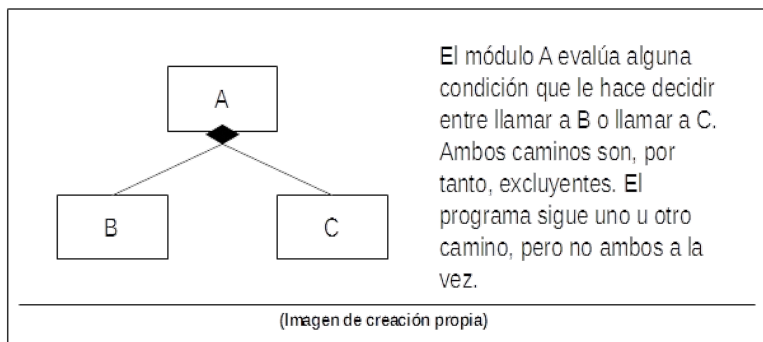 A
B
C
El módulo A evalúa alguna
condición que le hace decidir
entre llamar a B o llamar a C.
Ambos caminos son, por
tanto, excluyentes. El
programa sigue uno u otro
camino, pero no ambos a la
vez.
(Imagen de creación propia)